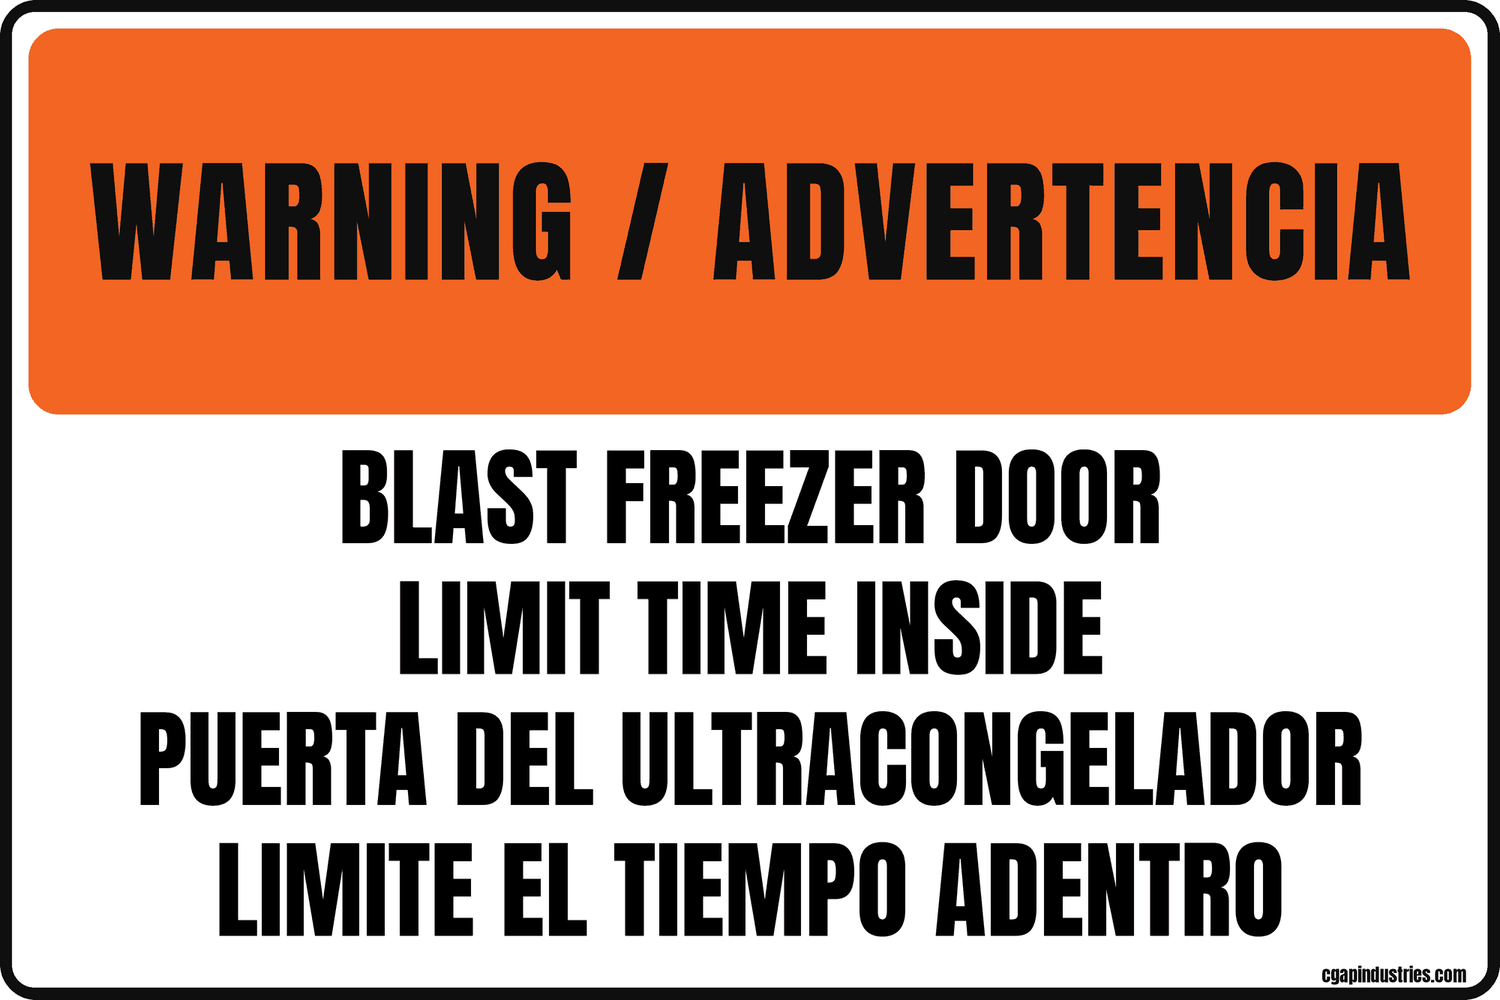 WARNING / ADVERTENCIA
BLAST FREEZER DOOR
LIMIT TIME INSIDE
PUERTA DEL ULTRACONGELADOR
LIMITE EL TIEMPO ADENTRO
cgapindustries.com